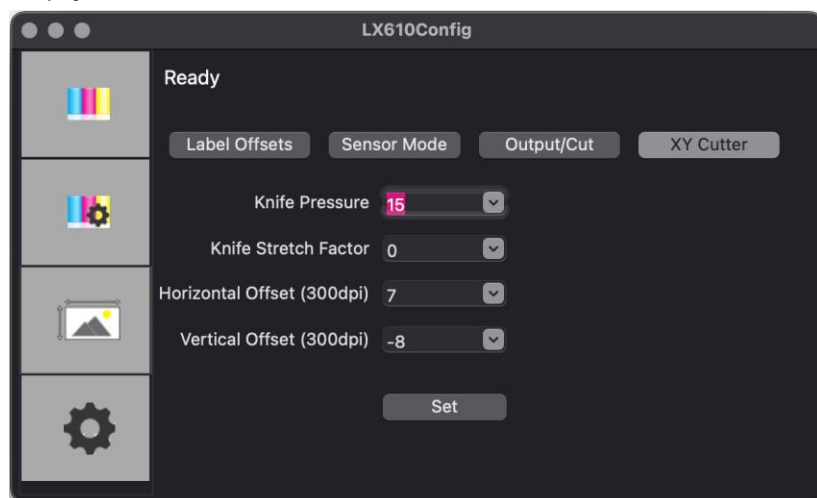 LX610Config
Ready
Label Offsets Sensor Mode Output/Cut XY Cutter
Knife Pressure 15
Knife Stretch Factor 0
Horizontal Offset (300dpi) 7
Vertical Offset (300dpi) -8
Set